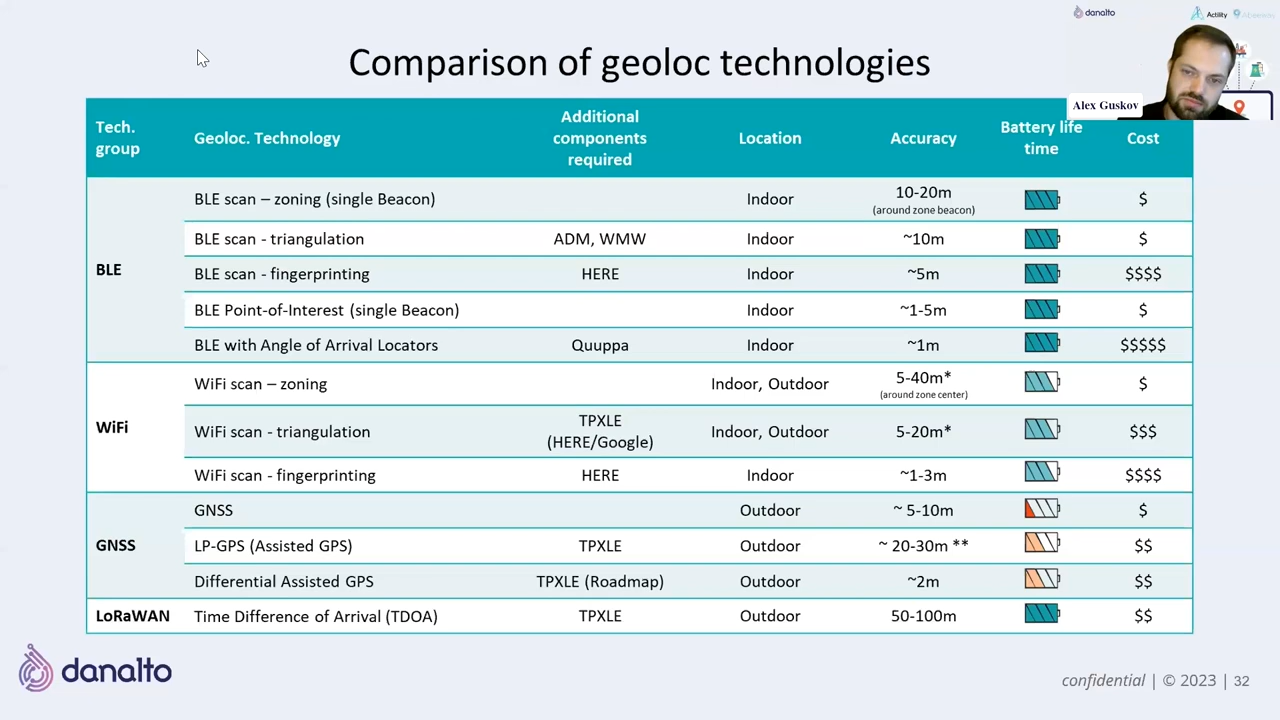 danalto
Actility
Comparison of geoloc technologies
Alex Guskov
Tech. group
Geoloc. Technology
Additional components required
Location
Accuracy
Battery life time
Cost
BLE
BLE scan – zoning (single Beacon)
Indoor
10-20m
(around zone beacon)
$
BLE scan - triangulation
ADM, WMW
Indoor
~10m
$
BLE scan - fingerprinting
HERE
Indoor
~5m
$$$$
BLE Point-of-Interest (single Beacon)
Indoor
~1-5m
$
BLE with Angle of Arrival Locators
Quuppa
Indoor
~1m
$$$$$
WiFi
WiFi scan – zoning
Indoor, Outdoor
5-40m*
(around zone center)
$
WiFi scan - triangulation
TPXLE
(HERE/Google)
Indoor, Outdoor
5-20m*
$$$
WiFi scan - fingerprinting
HERE
Indoor
~1-3m
$$$$
GNSS
GNSS
Outdoor
~ 5-10m
$
LP-GPS (Assisted GPS)
TPXLE
Outdoor
~ 20-30m **
$$
Differential Assisted GPS
TPXLE (Roadmap)
Outdoor
~2m
$$
LoRaWAN
Time Difference of Arrival (TDOA)
TPXLE
Outdoor
50-100m
$$
danalto
confidential | © 2023 | 32